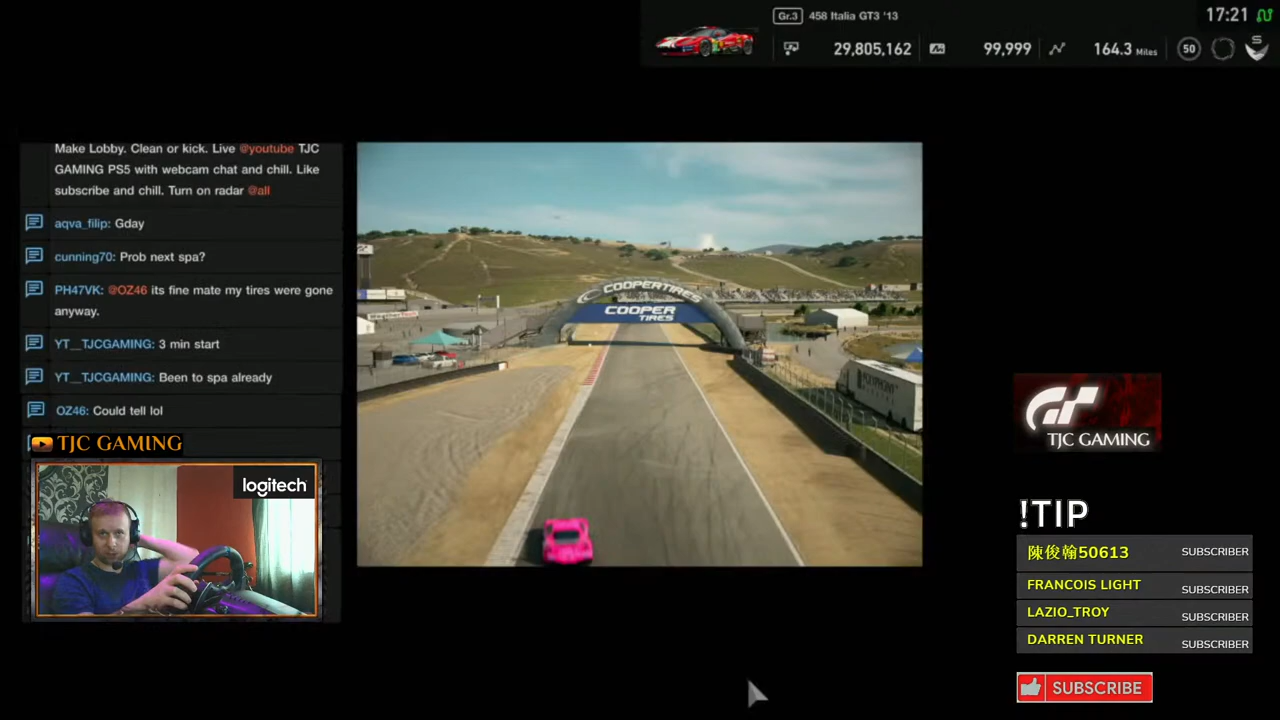 Gr.3 458 Italia GT3 '13
17:21
29,805,162 99,999 164.3 Miles 50 S
Make Lobby. Clean or kick. Live @youtube TJC
GAMING PS5 with webcam chat and chill. Like
subscribe and chill. Turn on radar @all
aqva_filip: Gday
cunning70: Prob next spa?
PH47VK: @OZ46 its fine mate my tires were gone
anyway.
YT__TJCGAMING: 3 min start
YT__TJCGAMING: Been to spa already
OZ46: Could tell lol
TJC GAMING
logitech
COOPERTIRES
COOPER
TIRES
GT
TJC GAMING
!TIP
陳俊翰50613 SUBSCRIBER
FRANCOIS LIGHT SUBSCRIBER
LAZIO_TROY SUBSCRIBER
DARREN TURNER SUBSCRIBER
SUBSCRIBE